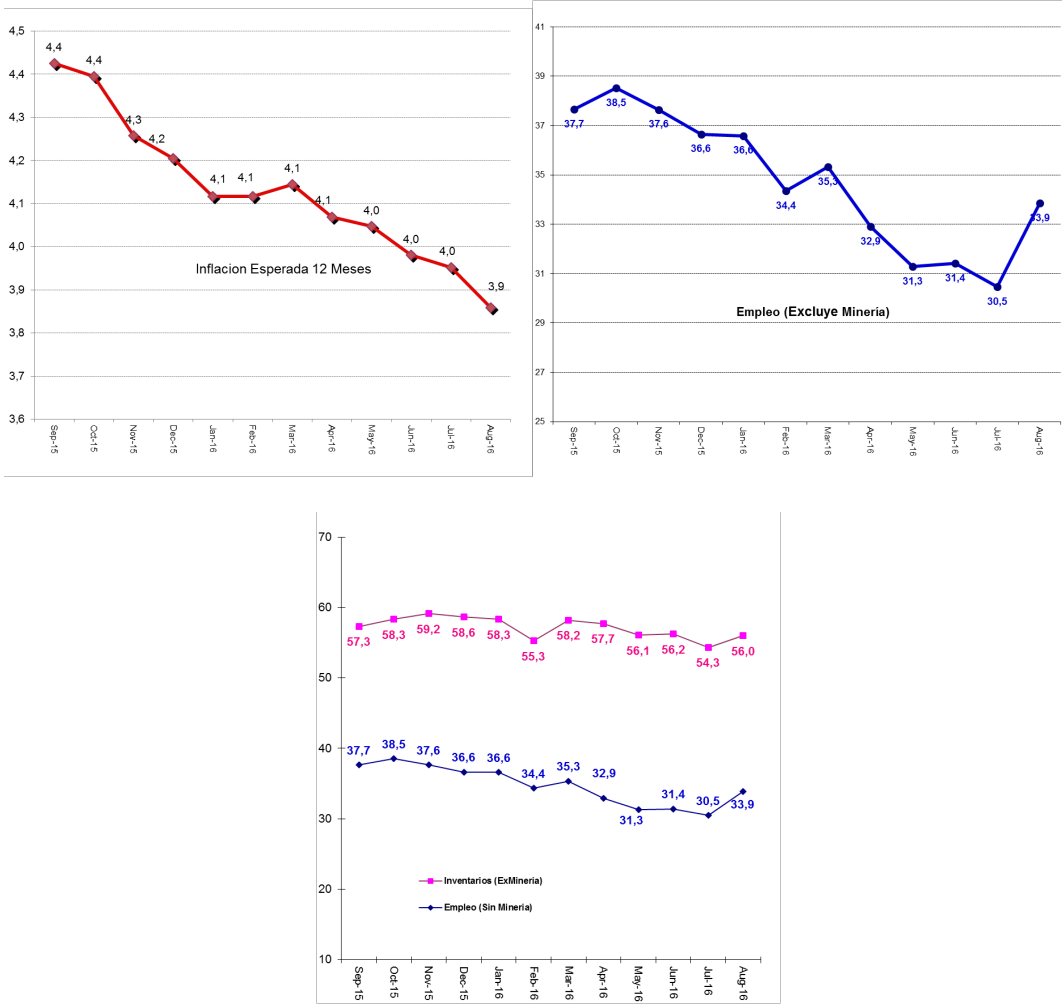 4,5
4,4
4,3
4,2
4,1
4,0
3,9
3,8
3,7
3,6
4,4
4,4
4,3
4,2
4,1
4,1
4,1
4,1
4,0
4,0
4,0
3,9
Inflacion Esperada 12 Meses
Sep-15
Oct-15
Nov-15
Dec-15
Jan-16
Feb-16
Mar-16
Apr-16
May-16
Jun-16
Jul-16
Aug-16
41
39
37
35
33
31
29
27
25
37,7
38,5
37,6
36,6
36,6
34,4
35,3
32,9
31,3
31,4
30,5
33,9
Empleo (Excluye Minería)
Sep-15
Oct-15
Nov-15
Dec-15
Jan-16
Feb-16
Mar-16
Apr-16
May-16
Jun-16
Jul-16
Aug-16
70
60
50
40
30
20
10
57,3
58,3
59,2
58,6
58,3
55,3
58,2
57,7
56,1
56,2
54,3
56,0
37,7
38,5
37,6
36,6
36,6
34,4
35,3
32,9
31,3
31,4
30,5
33,9
Inventarios (ExMineria)
Empleo (Sin Mineria)
Sep-15
Oct-15
Nov-15
Dec-15
Jan-16
Feb-16
Mar-16
Apr-16
May-16
Jun-16
Jul-16
Aug-16